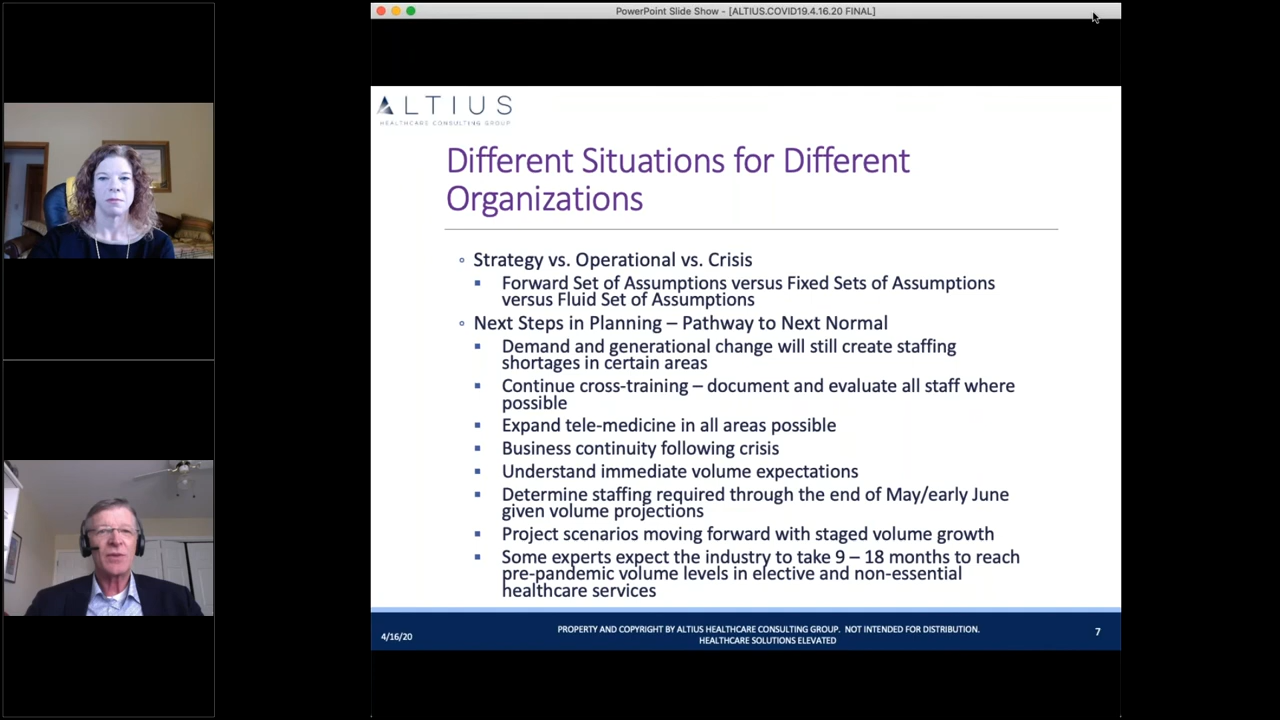 PowerPoint Slide Show - [ALTIUS.COVID19.4.16.20 FINAL]
ALTIUS
HEALTHCARE CONSULTING GROUP
Different Situations for Different
Organizations
Strategy vs. Operational vs. Crisis
Forward Set of Assumptions versus Fixed Sets of Assumptions
versus Fluid Set of Assumptions
Next Steps in Planning – Pathway to Next Normal
Demand and generational change will still create staffing
shortages in certain areas
Continue cross-training – document and evaluate all staff where
possible
Expand tele-medicine in all areas possible
Business continuity following crisis
Understand immediate volume expectations
Determine staffing required through the end of May/early June
given volume projections
Project scenarios moving forward with staged volume growth
Some experts expect the industry to take 9 – 18 months to reach
pre-pandemic volume levels in elective and non-essential
healthcare services
4/16/20
PROPERTY AND COPYRIGHT BY ALTIUS HEALTHCARE CONSULTING GROUP. NOT INTENDED FOR DISTRIBUTION.
HEALTHCARE SOLUTIONS ELEVATED
7